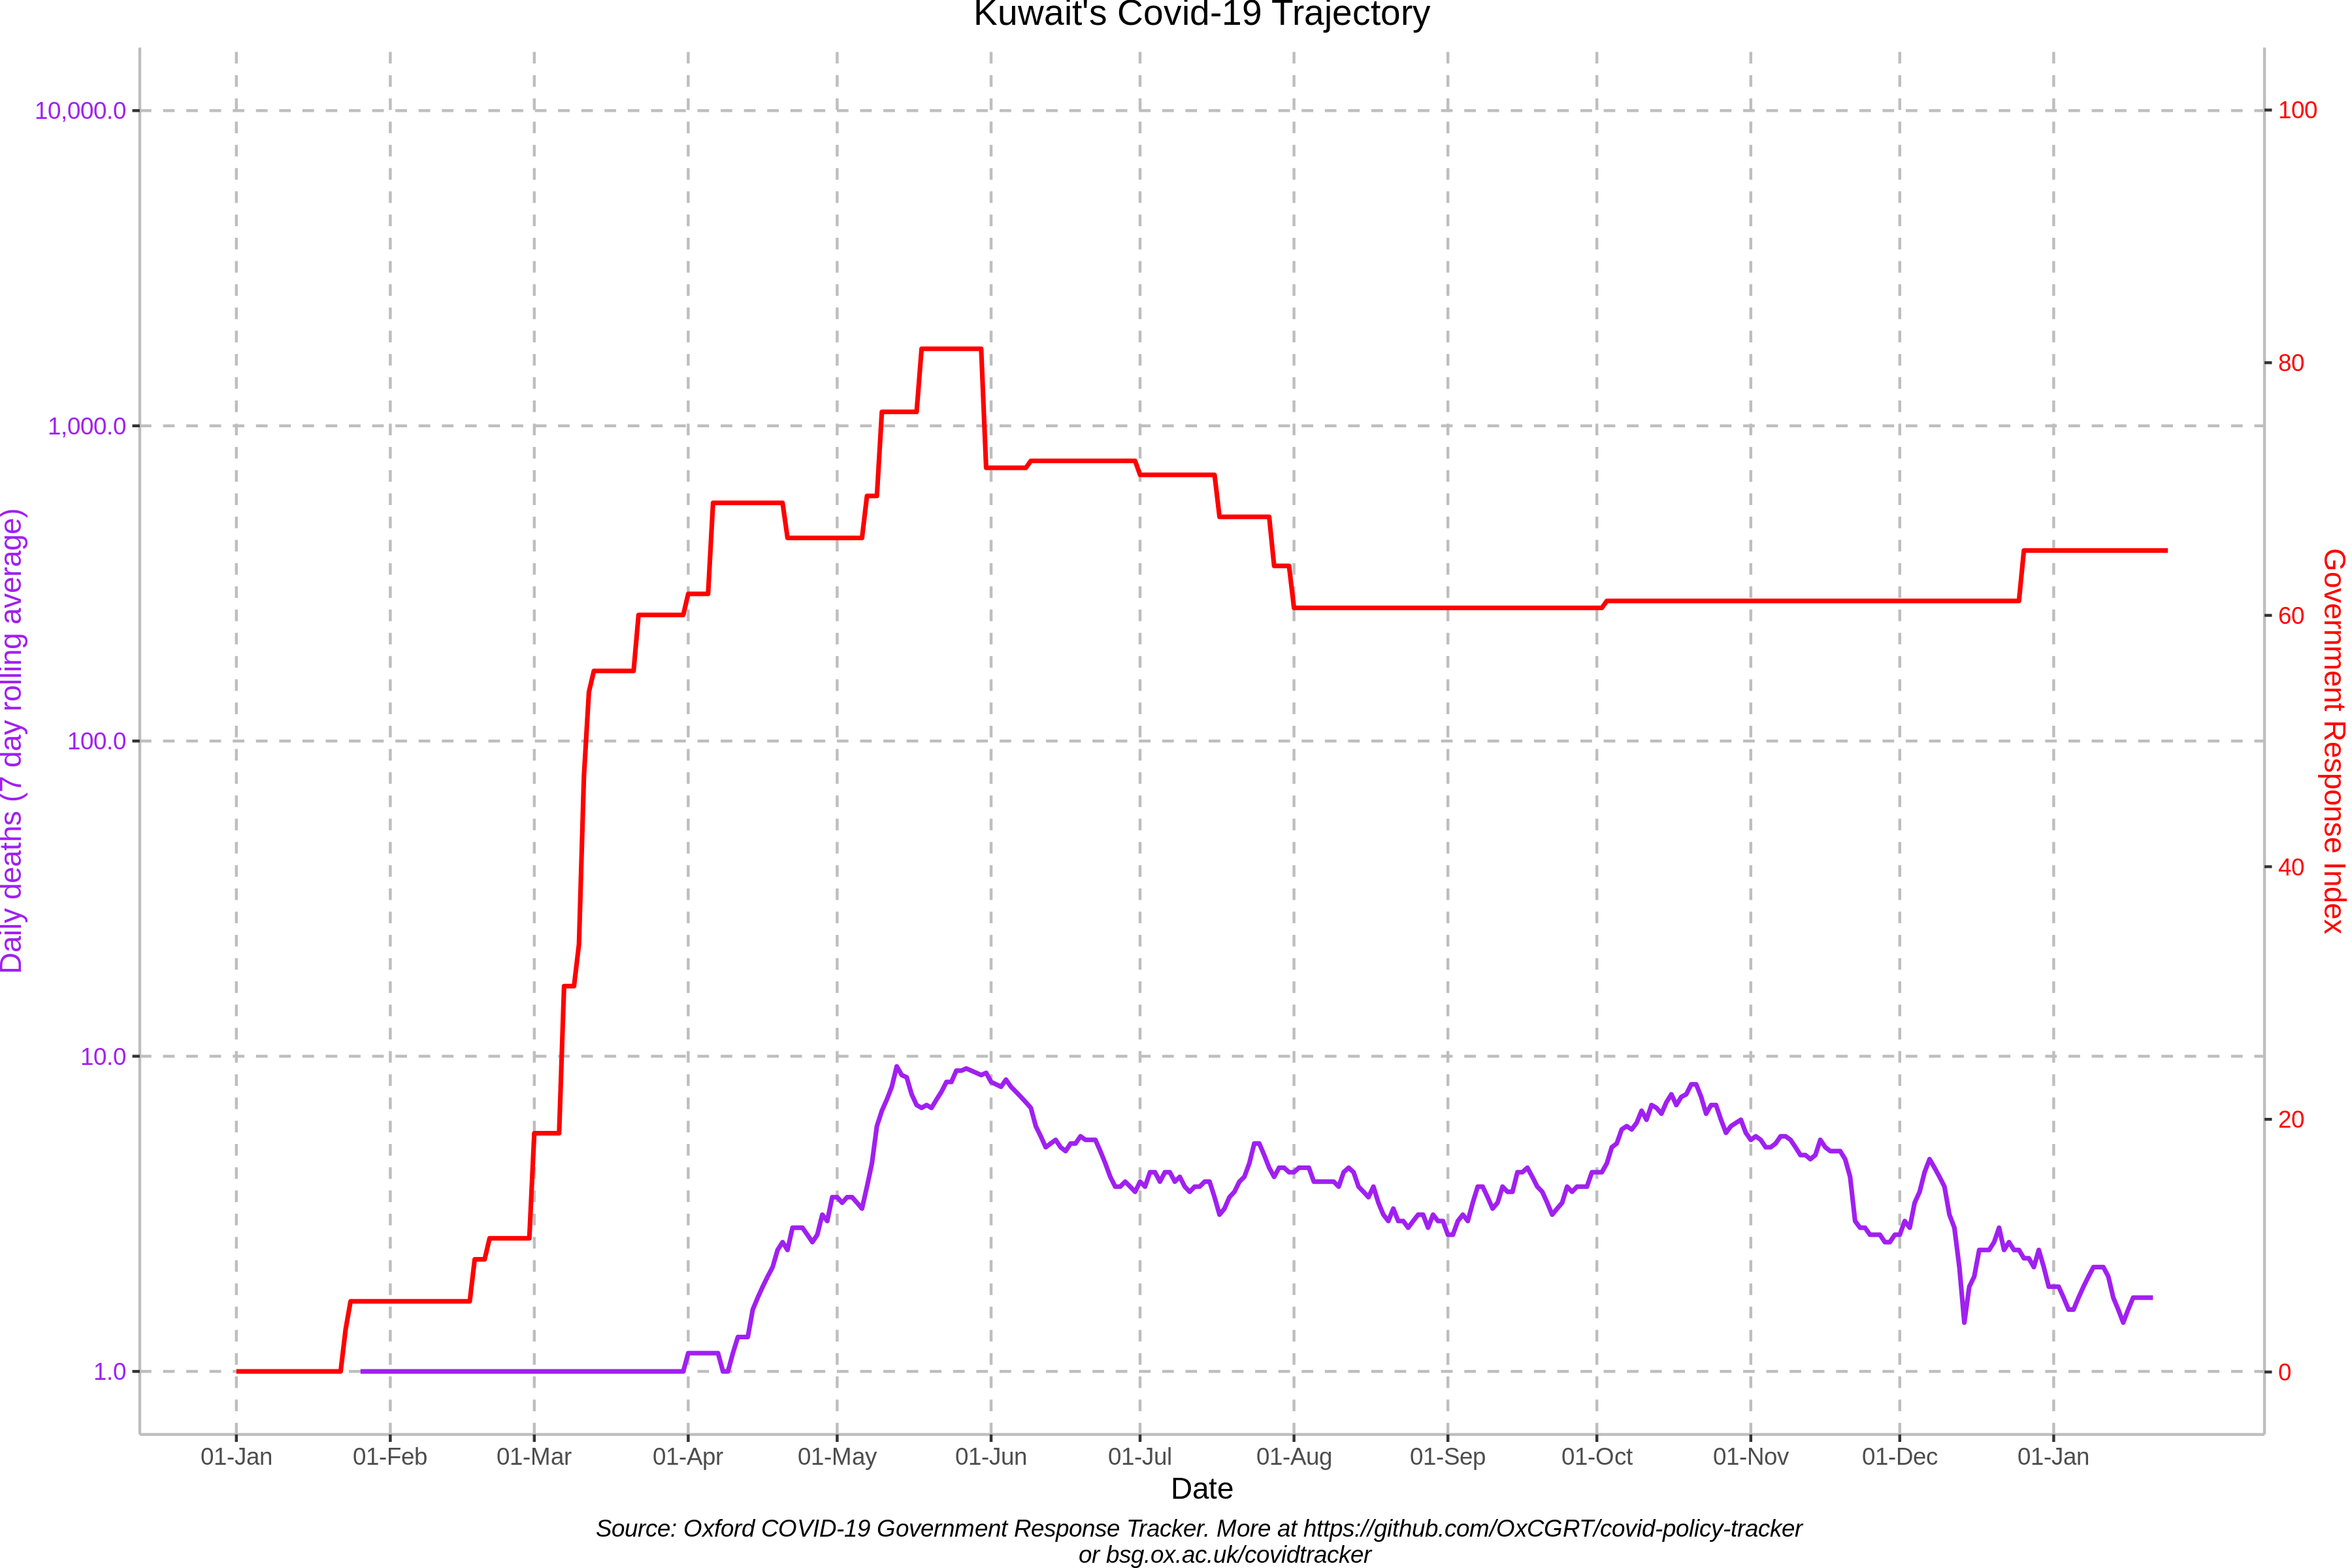 Kuwait's Covid-19 Trajectory
10,000.0
1,000.0
100.0
10.0
1.0
Daily deaths (7 day rolling average)
100
80
60
40
20
0
Government Response Index
01-Jan 01-Feb 01-Mar 01-Apr 01-May 01-Jun 01-Jul 01-Aug 01-Sep 01-Oct 01-Nov 01-Dec 01-Jan
Date
Source: Oxford COVID-19 Government Response Tracker. More at https://github.com/OxCGRT/covid-policy-tracker
or bsg.ox.ac.uk/covidtracker